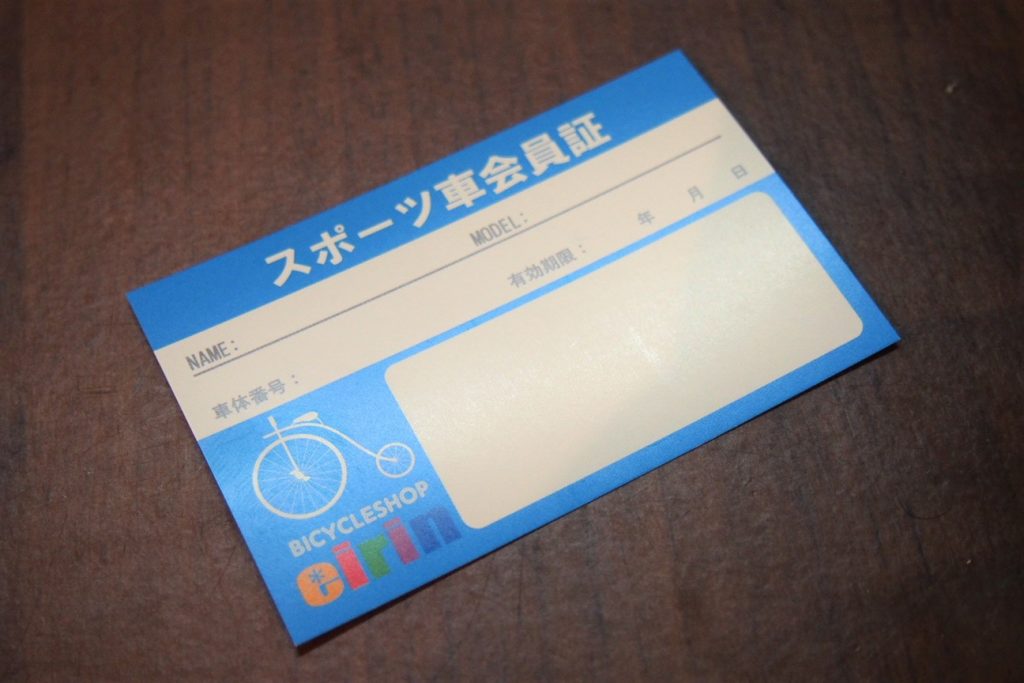 スポーツ車会員証
NAME: MODEL:
車体番号: 有効期限: 年 月 日
BICYCLESHOP
eirin